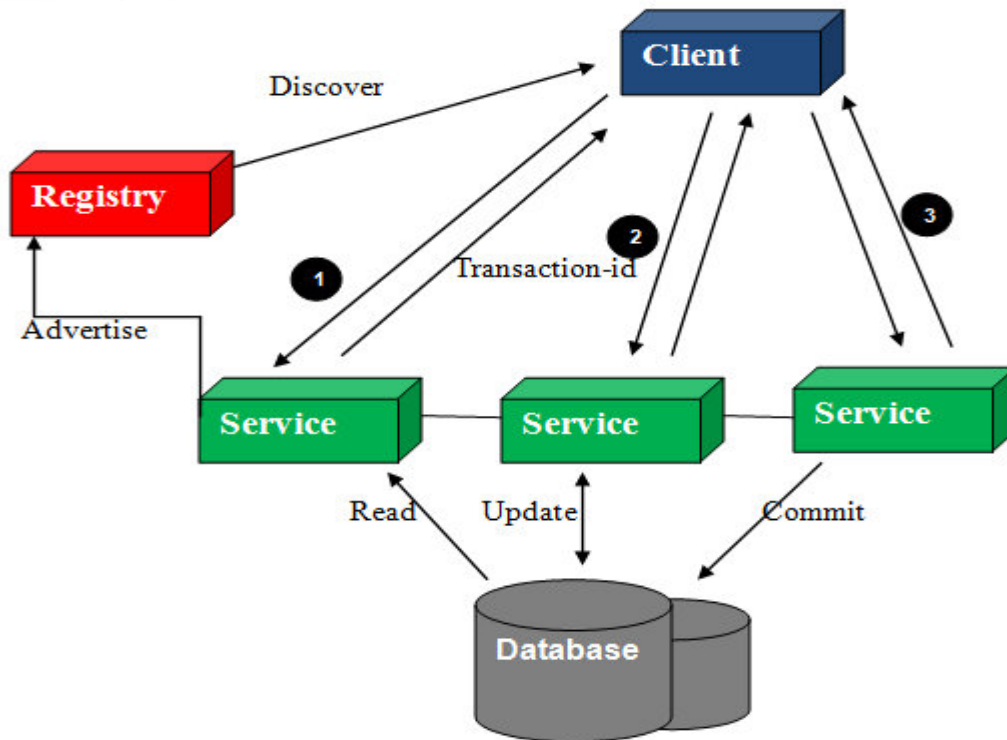 Client
Discover
Registry
1
2
3
Transaction-id
Advertise
Service
Service
Service
Read
Update
Commit
Database